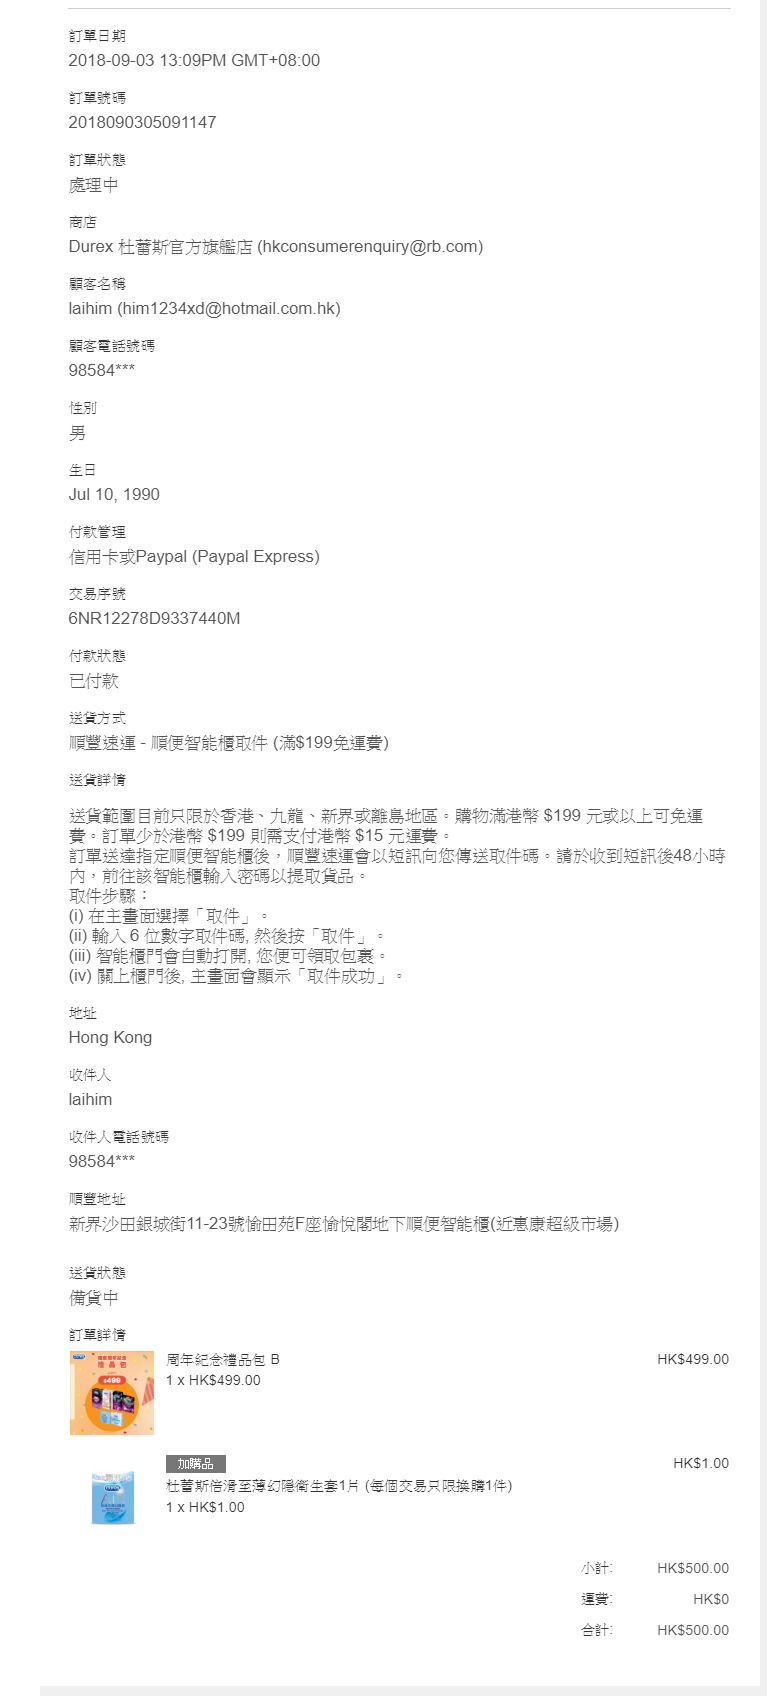 訂單日期
2018-09-03 13:09PM GMT+08:00
訂單號碼
2018090305091147
訂單狀態
處理中
商店
Durex 杜蕾斯官方旗艦店 (hkconsumerenquiry@rb.com)
顧客名稱
laihim (him1234xd@hotmail.com.hk)
顧客電話號碼
98584***
性別
男
生日
Jul 10, 1990
付款管理
信用卡或Paypal (Paypal Express)
交易序號
6NR12278D9337440M
付款狀態
已付款
送貨方式
順豐速運 - 順便智能櫃取件 (滿$199免運費)
送貨詳情
送貨範圍目前只限於香港、九龍、新界或離島地區。購物滿港幣 $199 元或以上可免運
費。訂單少於港幣 $199 則需支付港幣 $15 元運費。
訂單送達指定順便智能櫃後，順豐速運會以短訊向您傳送取件碼。請於收到短訊後48小時
內，前往該智能櫃輸入密碼以提取貨品。
取件步驟：
(i) 在主畫面選擇「取件」。
(ii) 輸入 6 位數字取件碼, 然後按「取件」。
(iii) 智能櫃門會自動打開, 您便可領取包裹。
(iv) 關上櫃門後, 主畫面會顯示「取件成功」。
地址
Hong Kong
收件人
laihim
收件人電話號碼
98584***
順豐地址
新界沙田銀城街11-23號愉田苑F座愉悅閣地下順便智能櫃(近惠康超級市場)
送貨狀態
備貨中
訂單詳情
禮品包
$499
周年紀念禮品包 B
HK$499.00
1 x HK$499.00
加購品
HK$1.00
durex
杜蕾斯倍滑至薄幻隱衛生套1片 (每個交易只限換購1件)
1 x HK$1.00
小計: HK$500.00
運費: HK$0
合計: HK$500.00